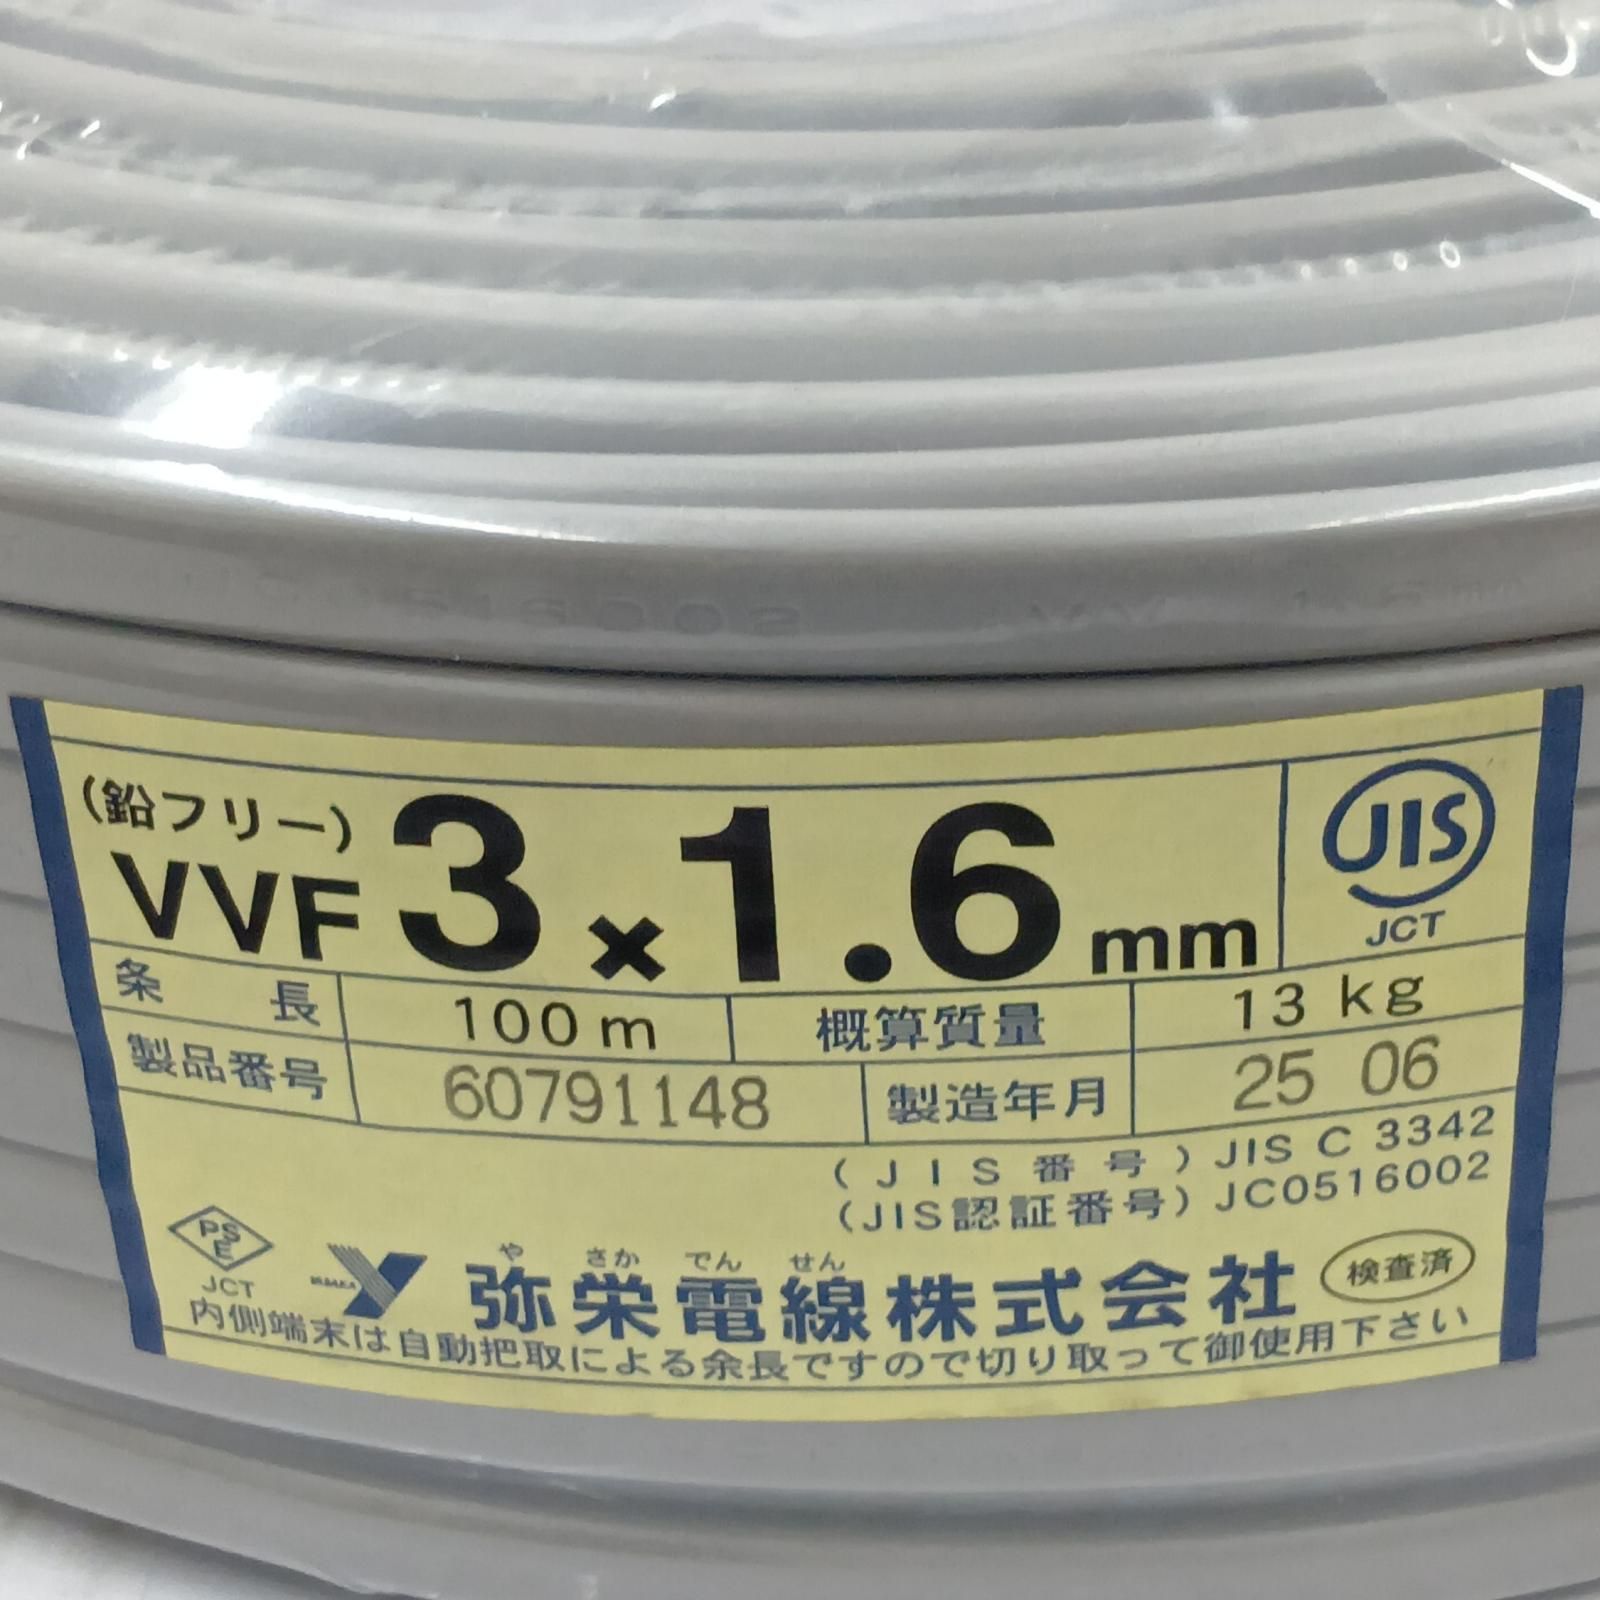 516002 VVF 1.6mm
(鉛フリー)
VVF 3×1.6mm
JIS
JCT
条長 100m 概算質量 13kg
製品番号 60791148 製造年月 25 06
(JIS番号) JIS C 3342
(JIS認証番号) JC0516002
PSE
JCT
や さか でん せん
弥栄電線株式会社 検査済
内側端末は自動把取による余長ですので切り取って御使用下さい